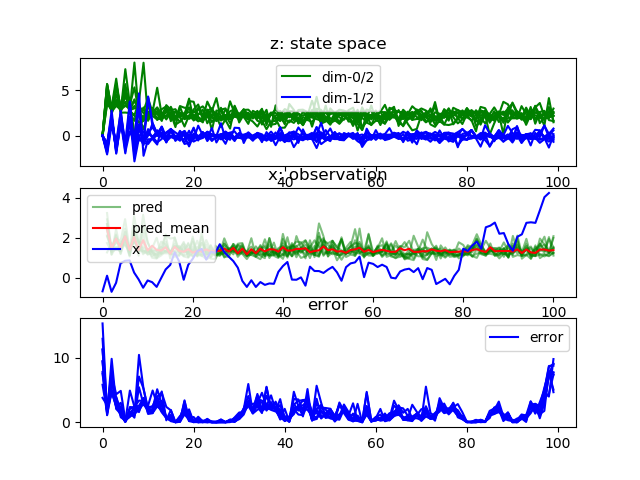 z: state space
5
0
dim-0/2
dim-1/2
0 20 40 60 80 100
x: observation
4
2
0
pred
pred_mean
x
0 20 40 60 80 100
error
10
0
error
0 20 40 60 80 100